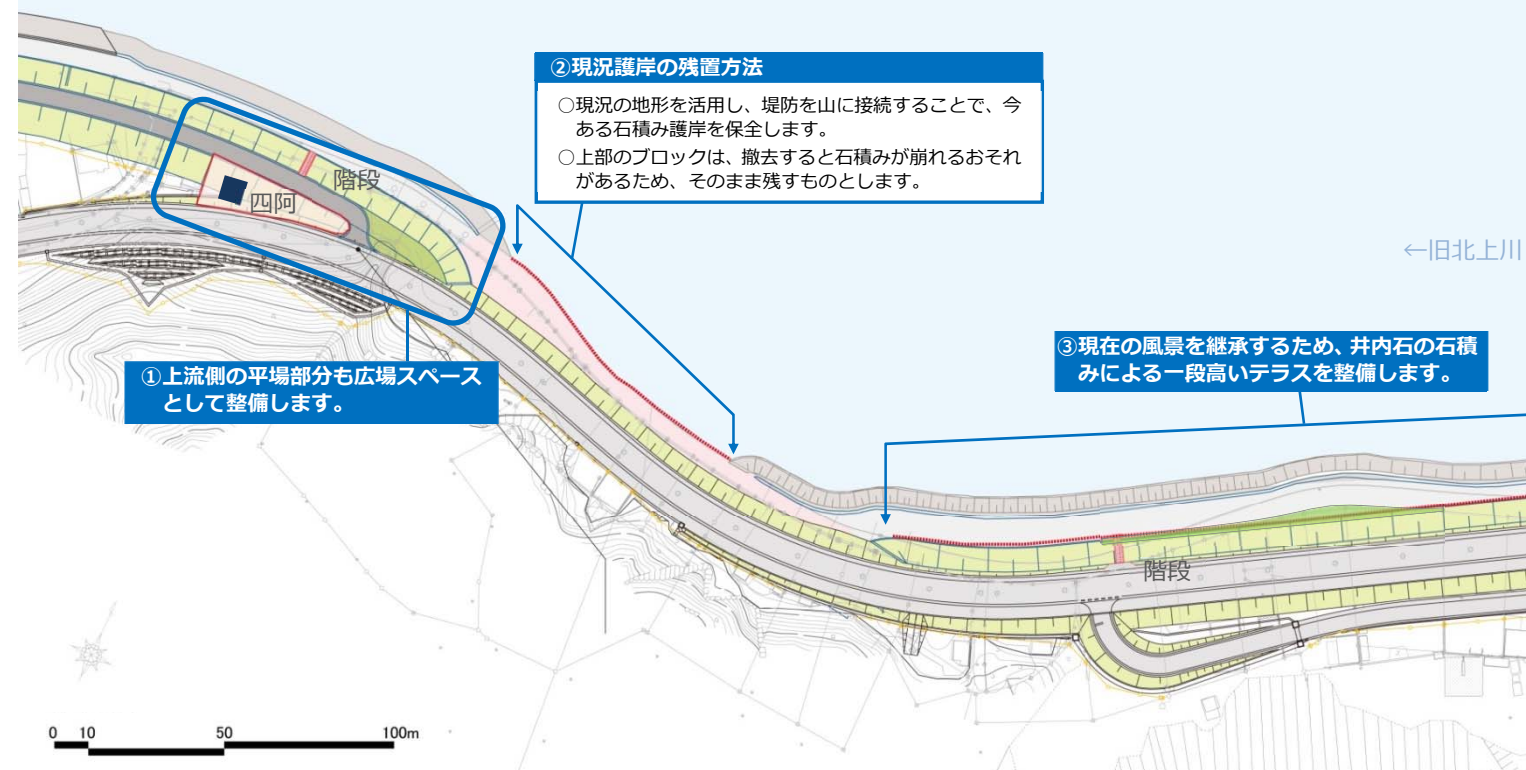 ②現況護岸の残置方法
○現況の地形を活用し、堤防を山に接続することで、今
ある石積み護岸を保全します。
○上部のブロックは、撤去すると石積みが崩れるおそれ
があるため、そのまま残すものとします。
階段
四阿
←旧北上川
①上流側の平場部分も広場スペース
として整備します。
③現在の風景を継承するため、井内石の石積
みによる一段高いテラスを整備します。
階段
0 10 50 100m